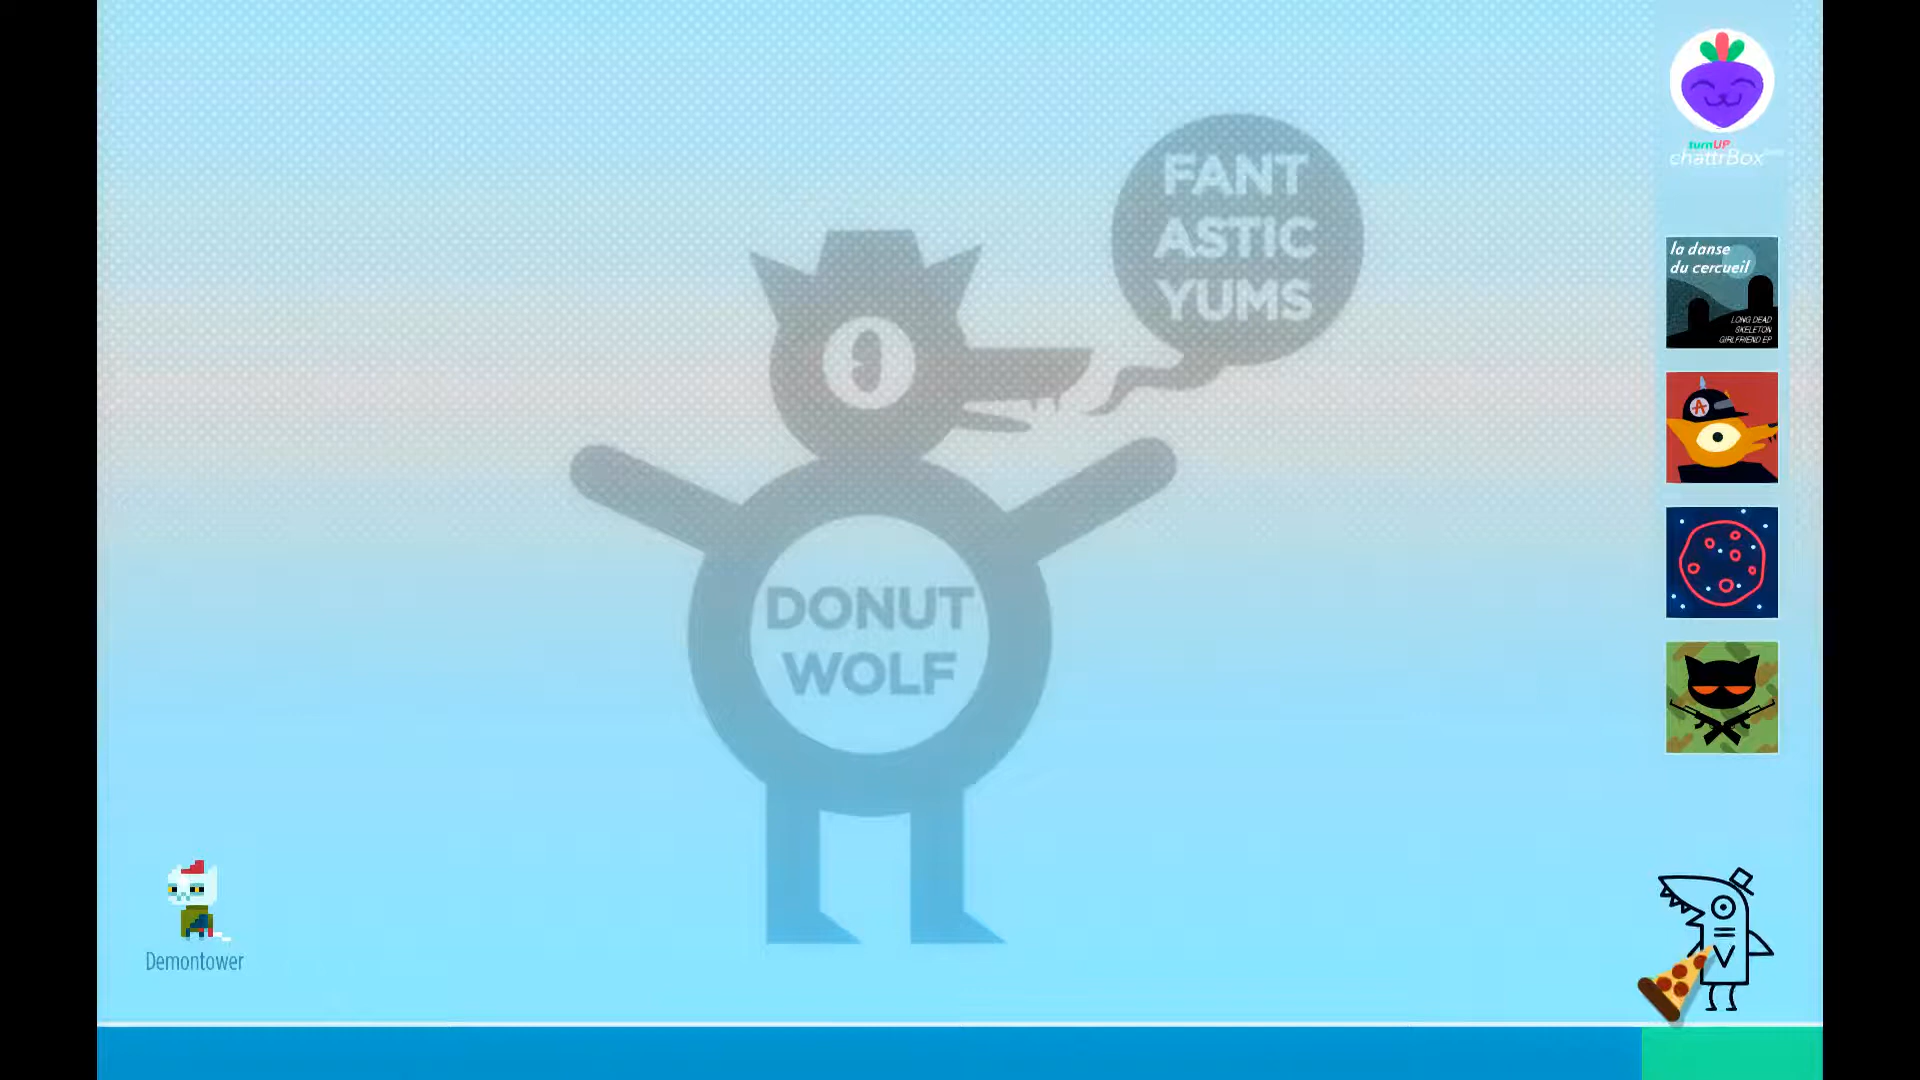 turnUP
chattrBox
FANT
ASTIC
YUMS
la danse
du cercueil
LONG DEAD
SKELETON
GIRLFRIEND EP
A
DONUT
WOLF
Demontower